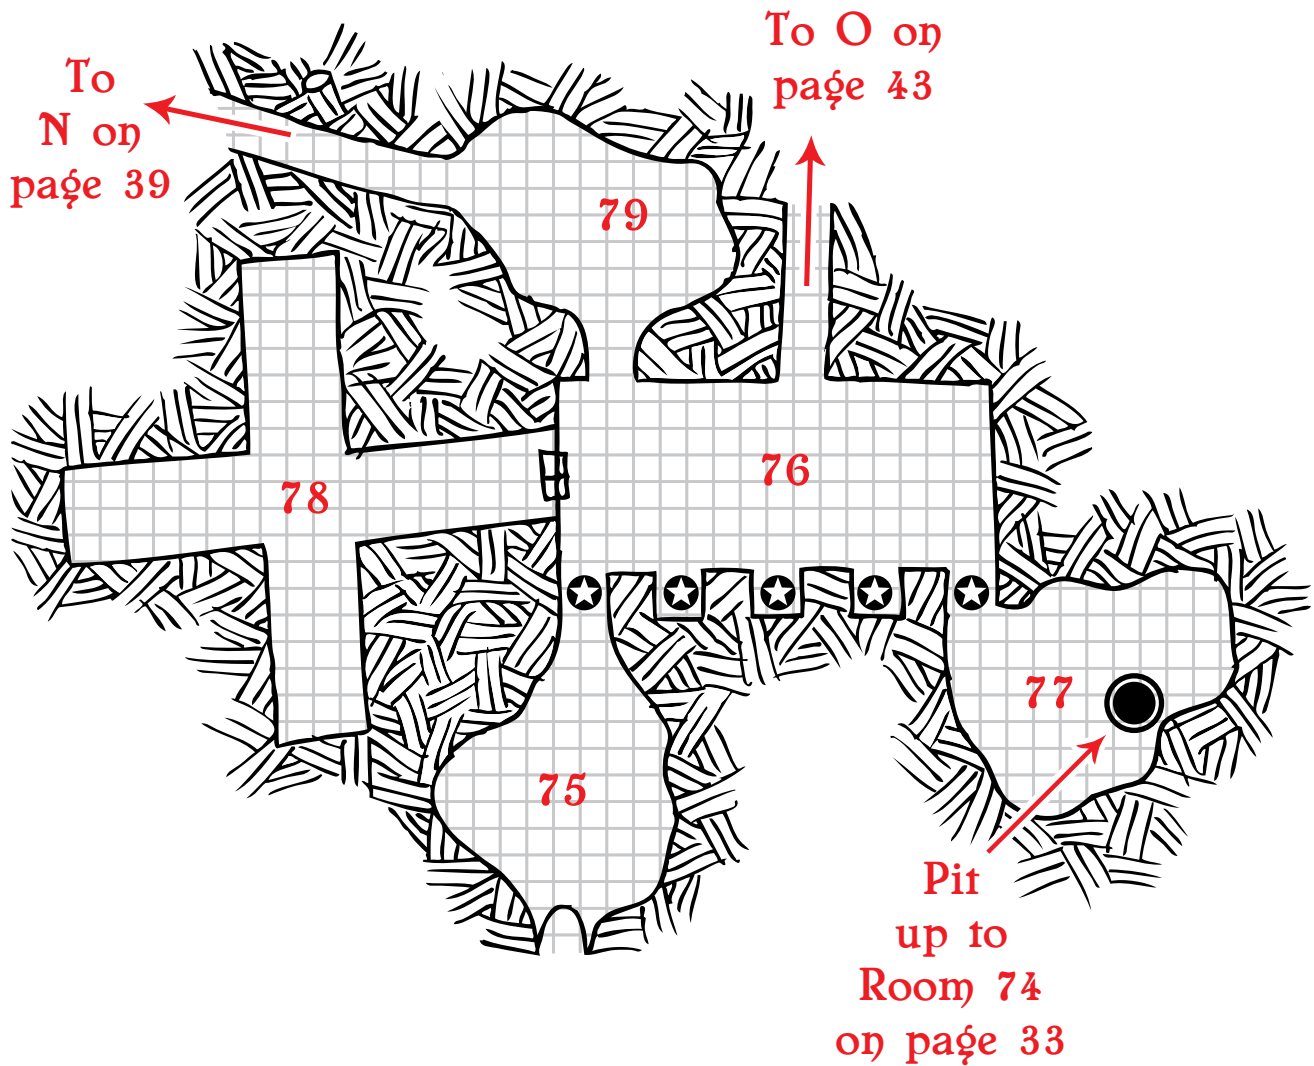 To O on
page 43
To
N on
page 39
79
76
78
77
75
Pit
up to
Room 74
on page 33